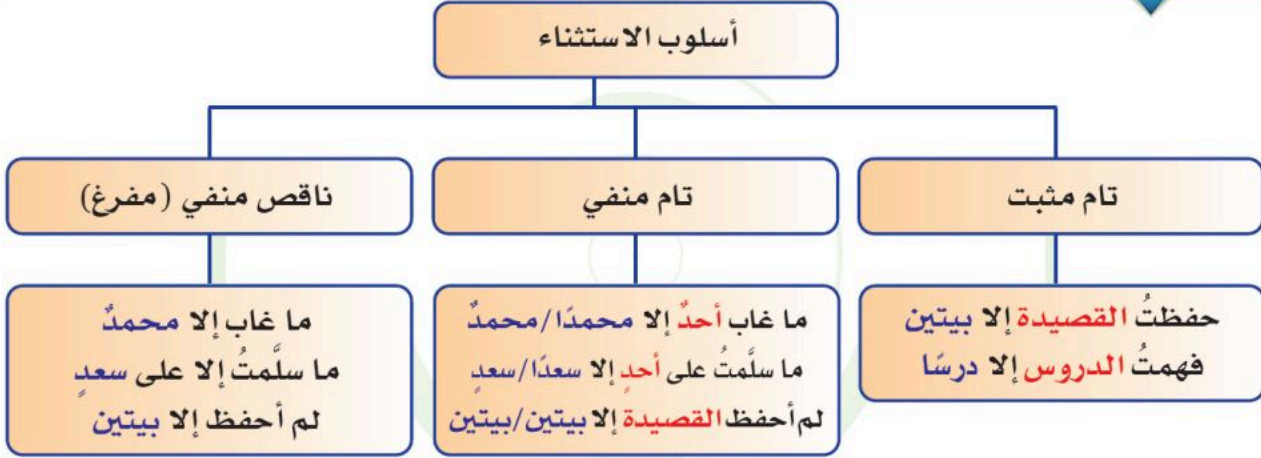 أسلوب الاستثناء
تام مثبت
تام منفي
ناقص منفي (مفرغ)
حفظتُ القصيدة إلا بيتين
فهمتُ الدروس إلا درسًا
ما غاب أحدٌ إلا محمدًا/محمدٌ
ما سلَّمتُ على أحدٍ إلا سعدًا/سعدٍ
لم أحفظ القصيدة إلا بيتين/بيتين
ما غاب إلا محمدٌ
ما سلَّمتُ إلا على سعدٍ
لم أحفظ إلا بيتين